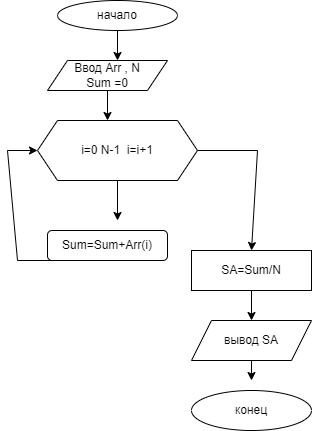 начало
Ввод Arr , N
Sum =0
i=0 N-1 i=i+1
Sum=Sum+Arr(i)
SA=Sum/N
вывод SA
конец